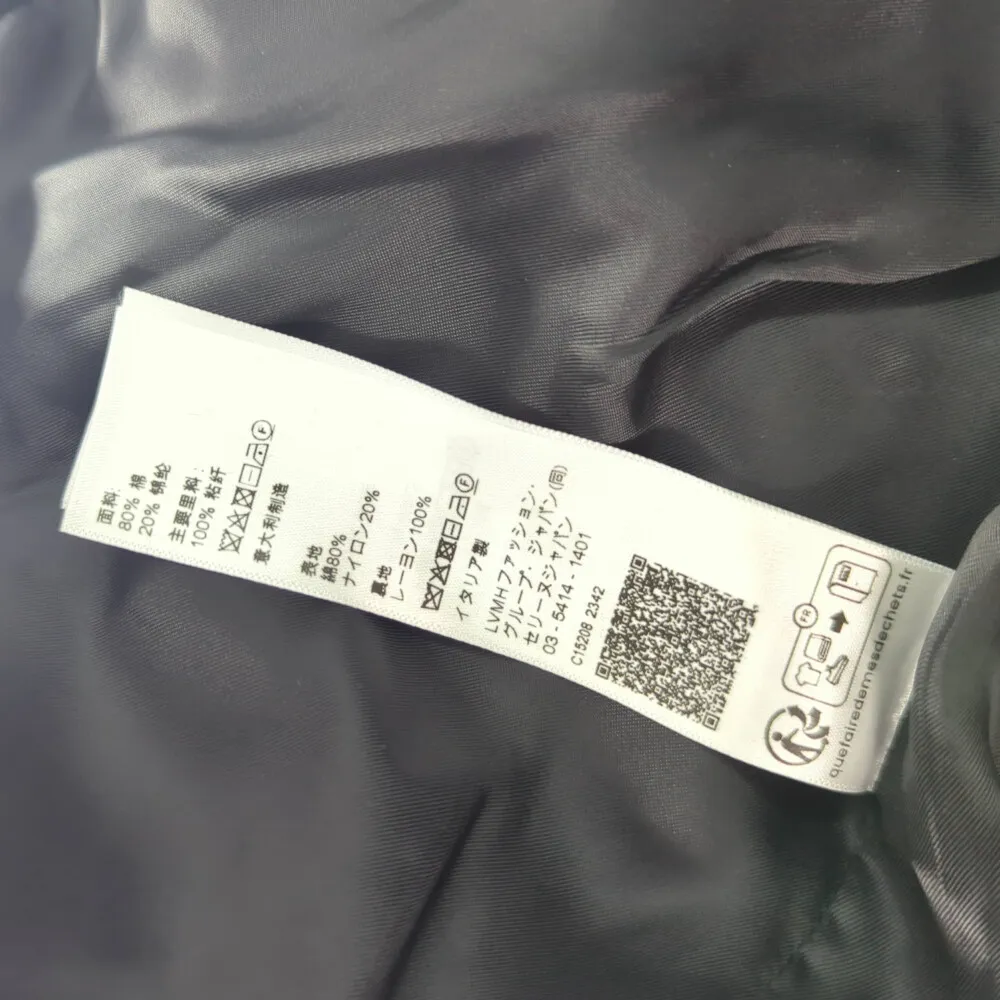 面料:
80% 棉
20% 锦纶
主要里料:
100% 粘纤
F
意大利制造
表地
綿80%
ナイロン20%
裏地
レーヨン100%
F
イタリア製
LVMHファッション・
グループ・ジャパン(同)
セリーヌジャパン
03 - 5414 - 1401
C15208 2342
FR
quefairedemesdechets.fr